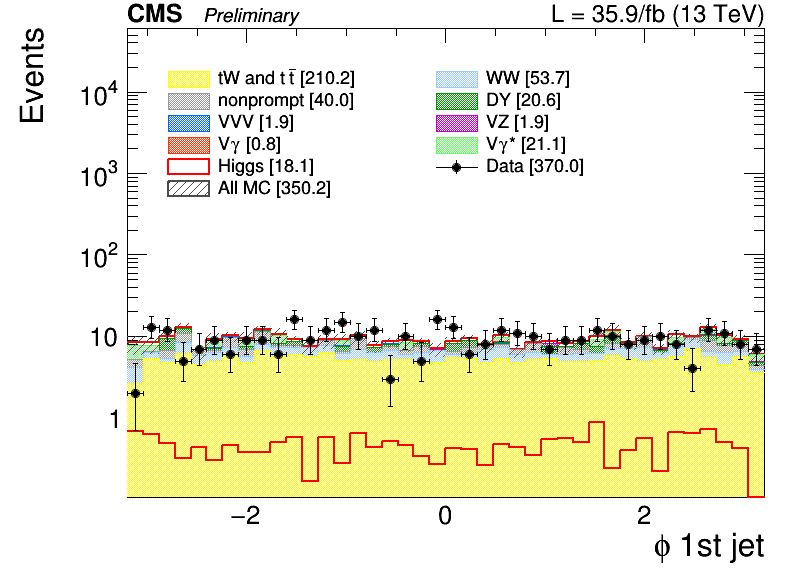 CMS Preliminary L = 35.9/fb (13 TeV)
Events
tW and tt̄ [210.2] WW [53.7]
nonprompt [40.0] DY [20.6]
VVV [1.9] VZ [1.9]
Vγ [0.8] Vγ* [21.1]
Higgs [18.1] Data [370.0]
All MC [350.2]
10⁴
10³
10²
10
1
−2 0 2
ϕ 1st jet